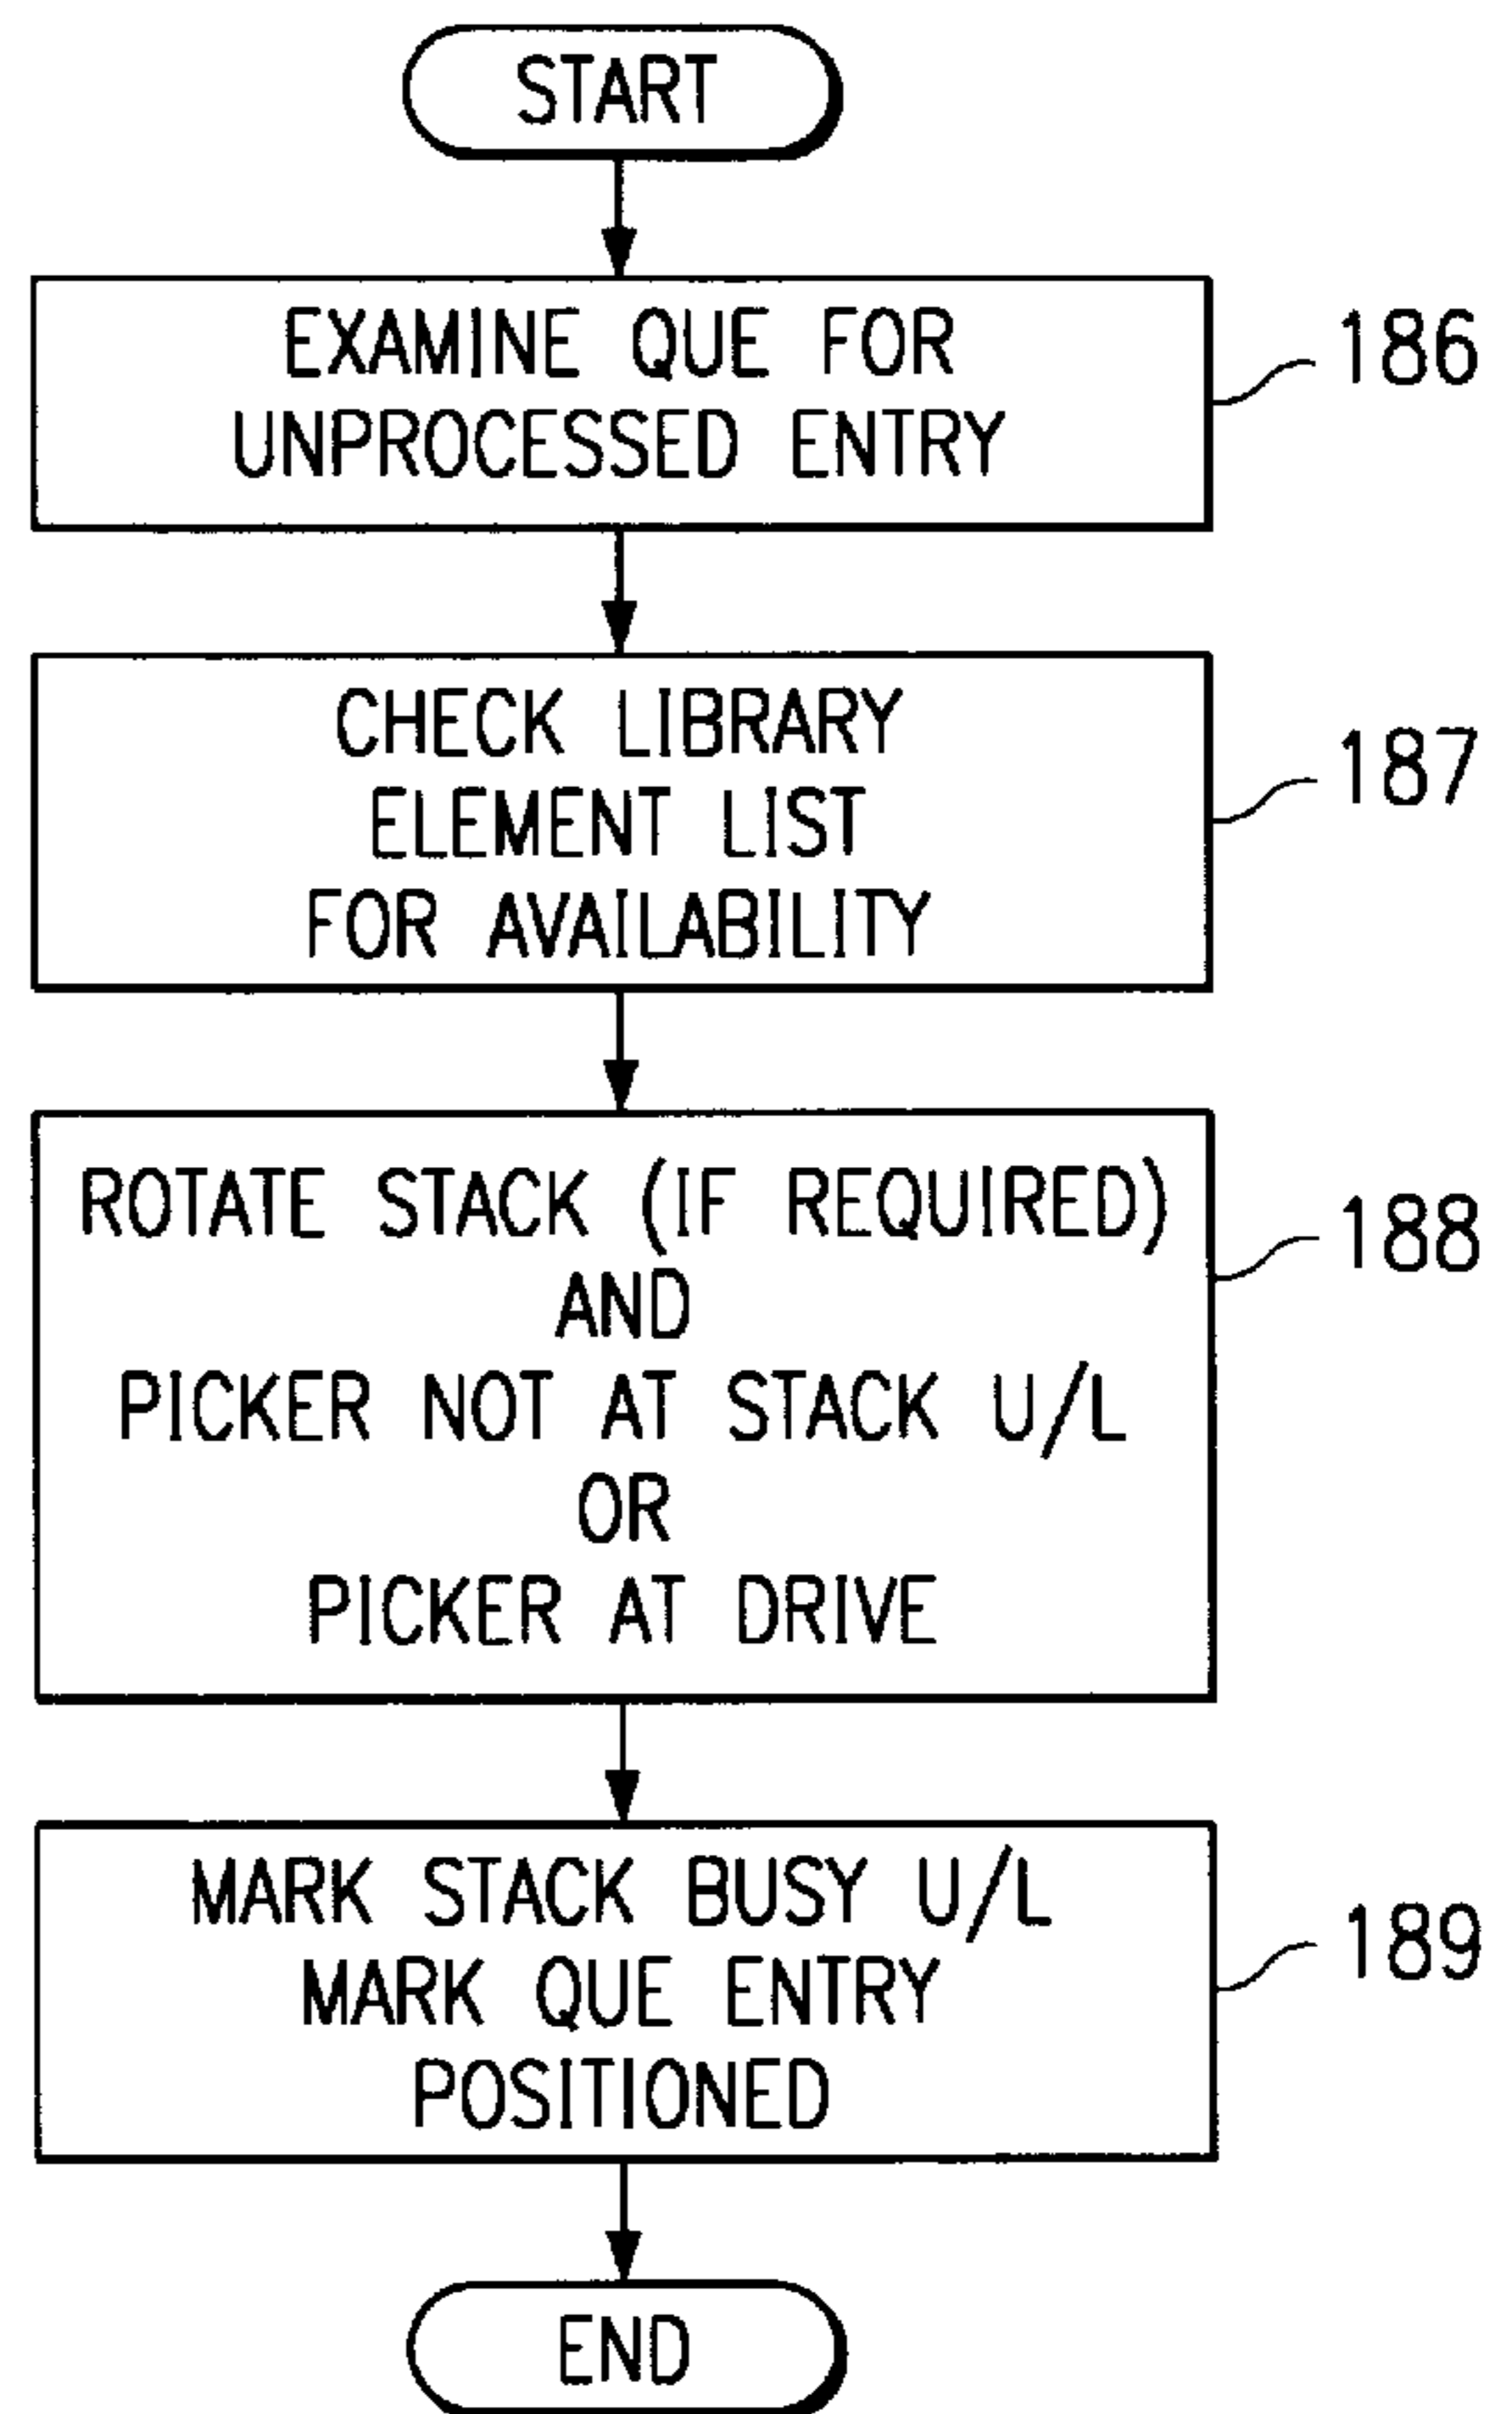 START
EXAMINE QUE FOR
UNPROCESSED ENTRY
186
CHECK LIBRARY
ELEMENT LIST
FOR AVAILABILITY
187
ROTATE STACK (IF REQUIRED)
AND
PICKER NOT AT STACK U/L
OR
PICKER AT DRIVE
188
MARK STACK BUSY U/L
MARK QUE ENTRY
POSITIONED
189
END